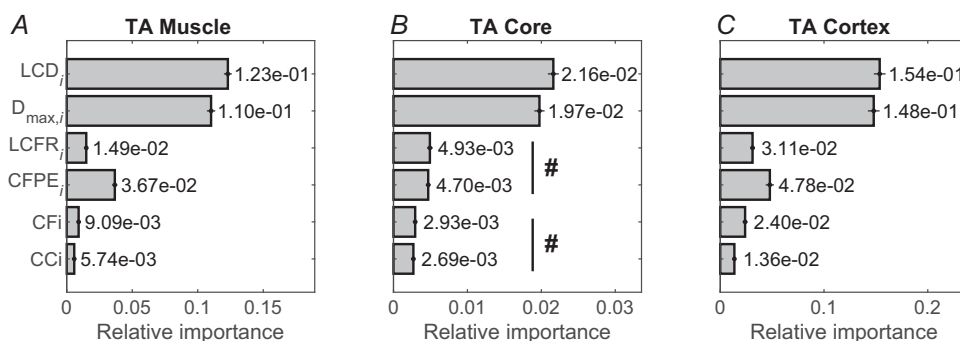 A TA Muscle
LCD_i 1.23e-01
D_max,i 1.10e-01
LCFR_i 1.49e-02
CFPE_i 3.67e-02
CFi 9.09e-03
CCi 5.74e-03
0 0.05 0.1 0.15
Relative importance
B TA Core
2.16e-02
1.97e-02
4.93e-03
#
4.70e-03
2.93e-03
#
2.69e-03
0 0.01 0.02 0.03
Relative importance
C TA Cortex
1.54e-01
1.48e-01
3.11e-02
4.78e-02
2.40e-02
1.36e-02
0 0.1 0.2
Relative importance